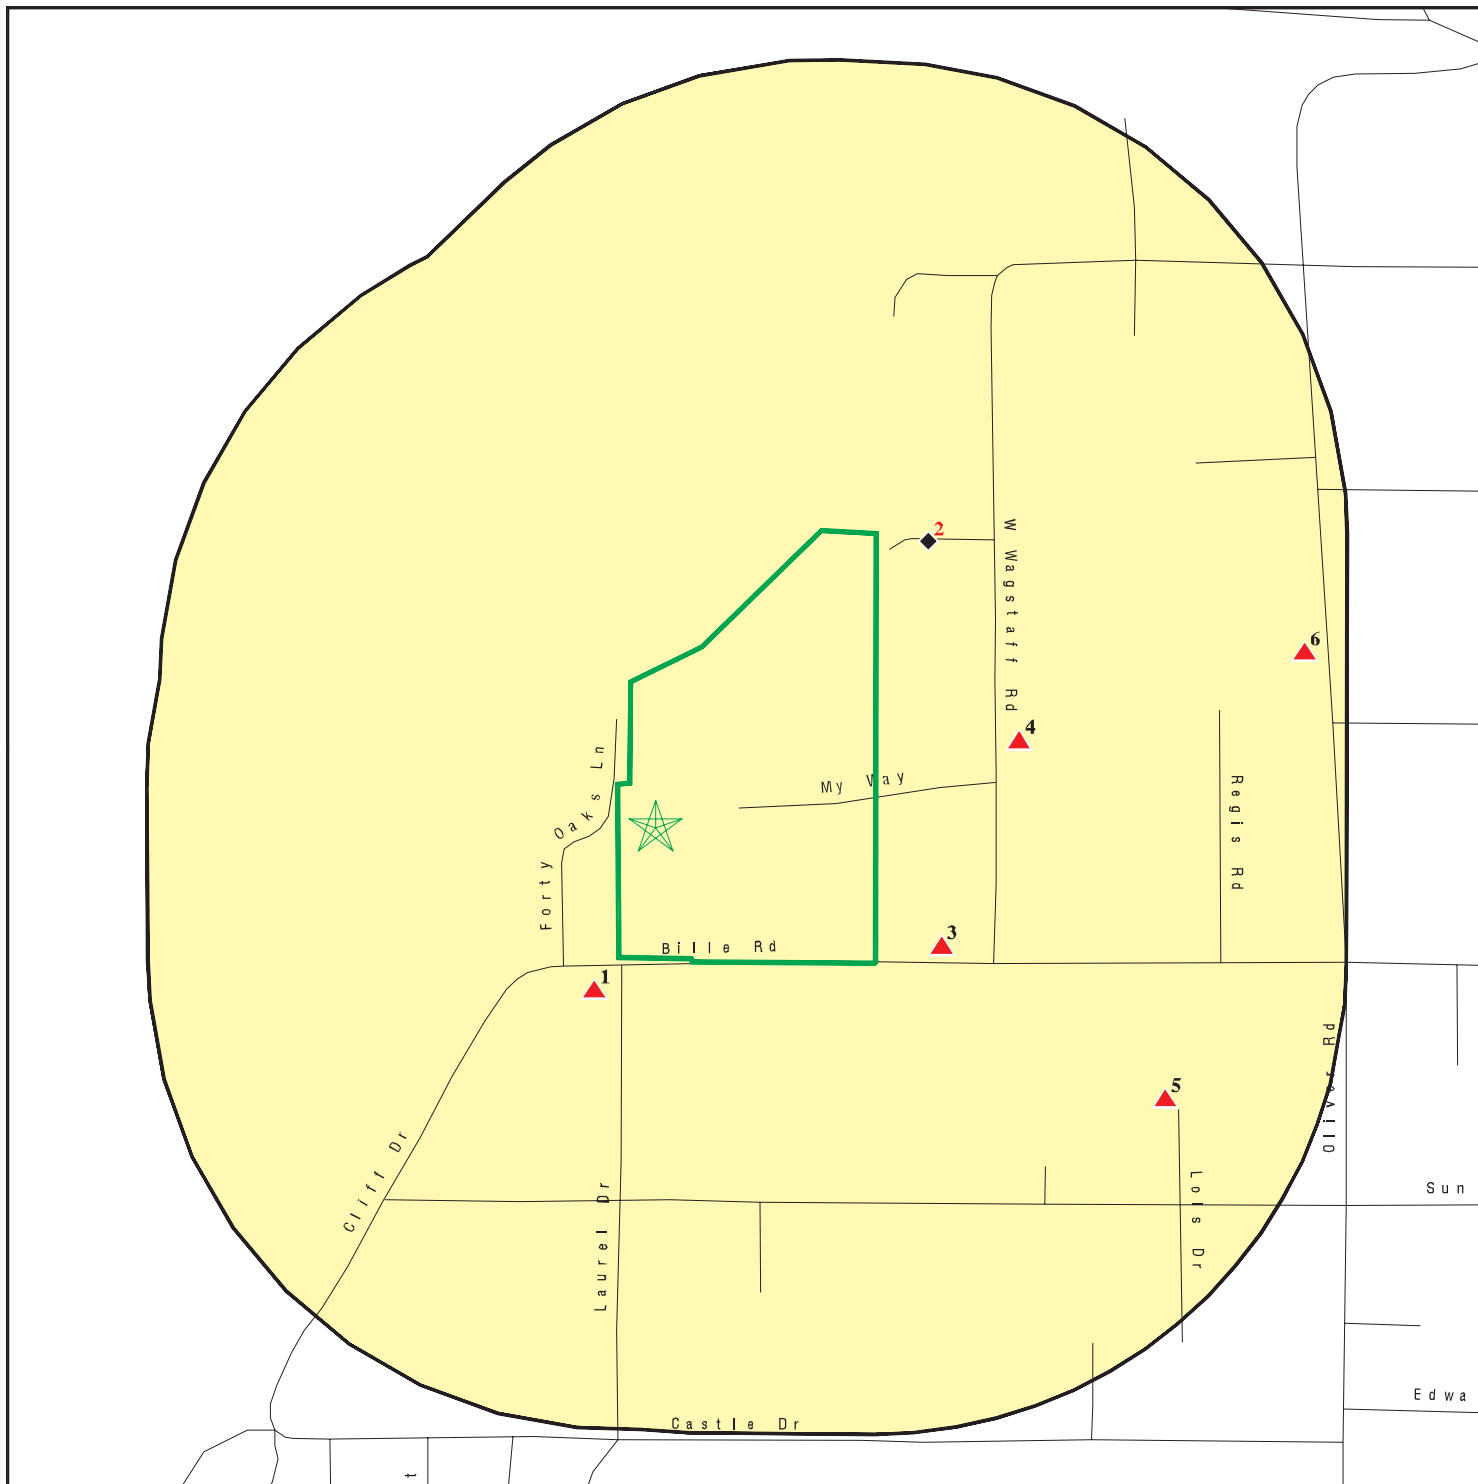 2
W Wagstaff Rd
6
4
Forty Oaks Ln
My Way
Regis Rd
3
Bille Rd
1
Oliver Rd
5
Cliff Dr
Laurel Dr
Lois Dr
Sun
Edwa
Castle Dr
t